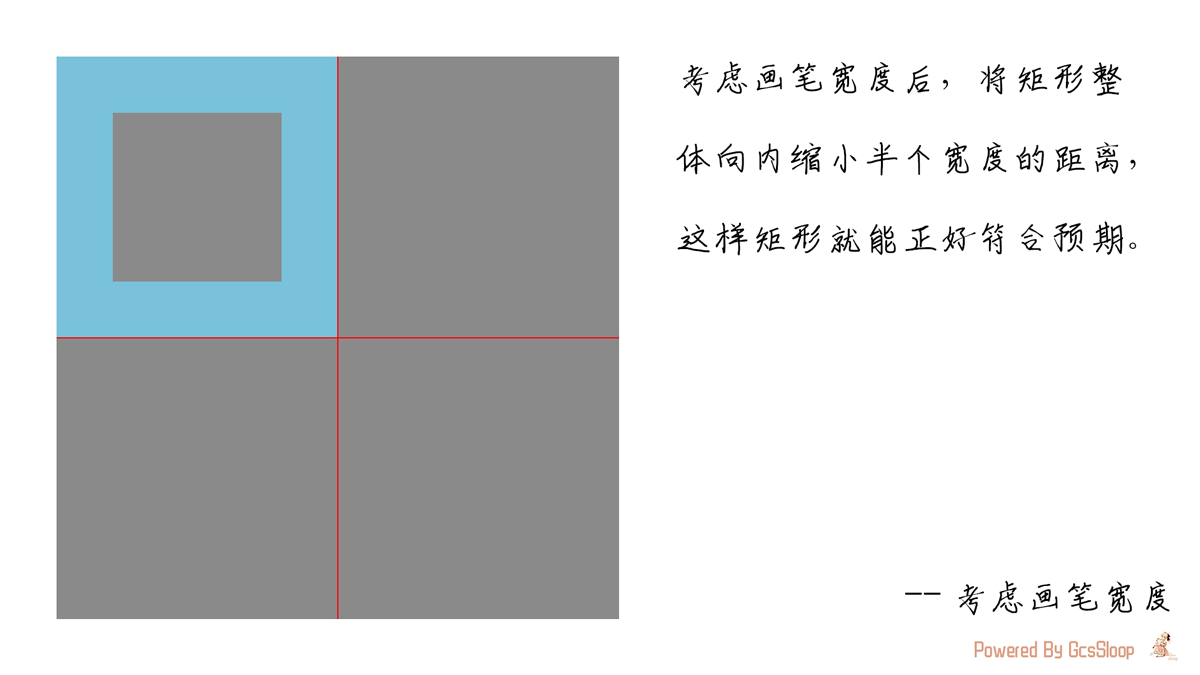 考虑画笔宽度后，将矩形整
体向内缩小半个宽度的距离，
这样矩形就能正好符合预期。
-- 考虑画笔宽度
Powered By GcsSloop